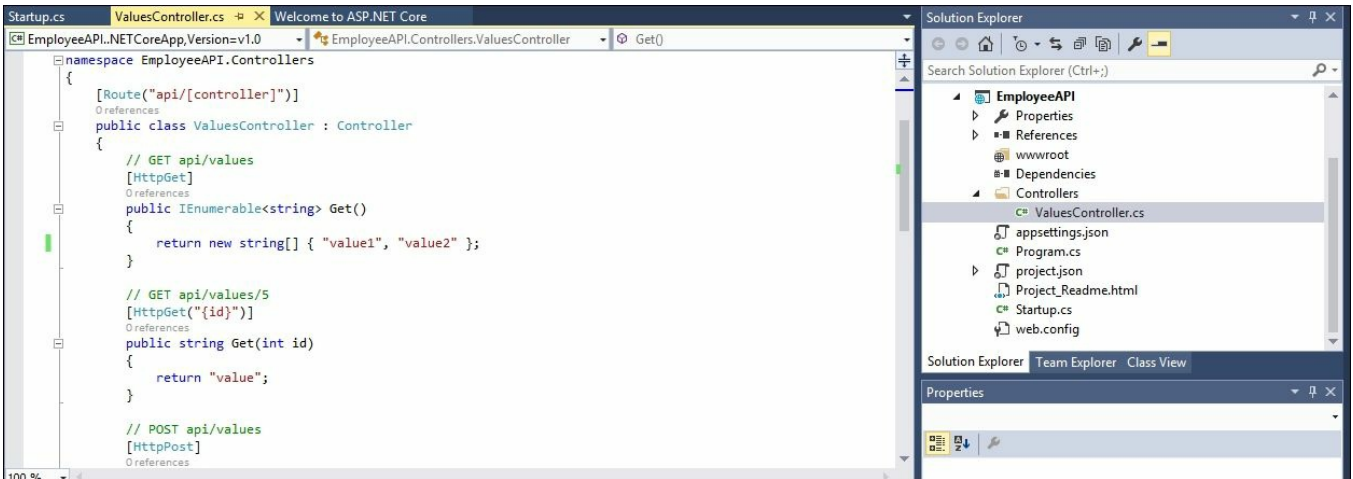 Startup.cs
ValuesController.cs
Welcome to ASP.NET Core
EmployeeAPI..NETCoreApp,Version=v1.0
EmployeeAPI.Controllers.ValuesController
Get()
namespace EmployeeAPI.Controllers
{
[Route("api/[controller]")]
0 references
public class ValuesController : Controller
{
// GET api/values
[HttpGet]
0 references
public IEnumerable<string> Get()
{
return new string[] { "value1", "value2" };
}
// GET api/values/5
[HttpGet("{id}")]
0 references
public string Get(int id)
{
return "value";
}
// POST api/values
[HttpPost]
0 references
100 %
Solution Explorer
Search Solution Explorer (Ctrl+;)
EmployeeAPI
Properties
References
wwwroot
Dependencies
Controllers
C# ValuesController.cs
appsettings.json
C# Program.cs
project.json
Project_Readme.html
C# Startup.cs
web.config
Solution Explorer
Team Explorer
Class View
Properties